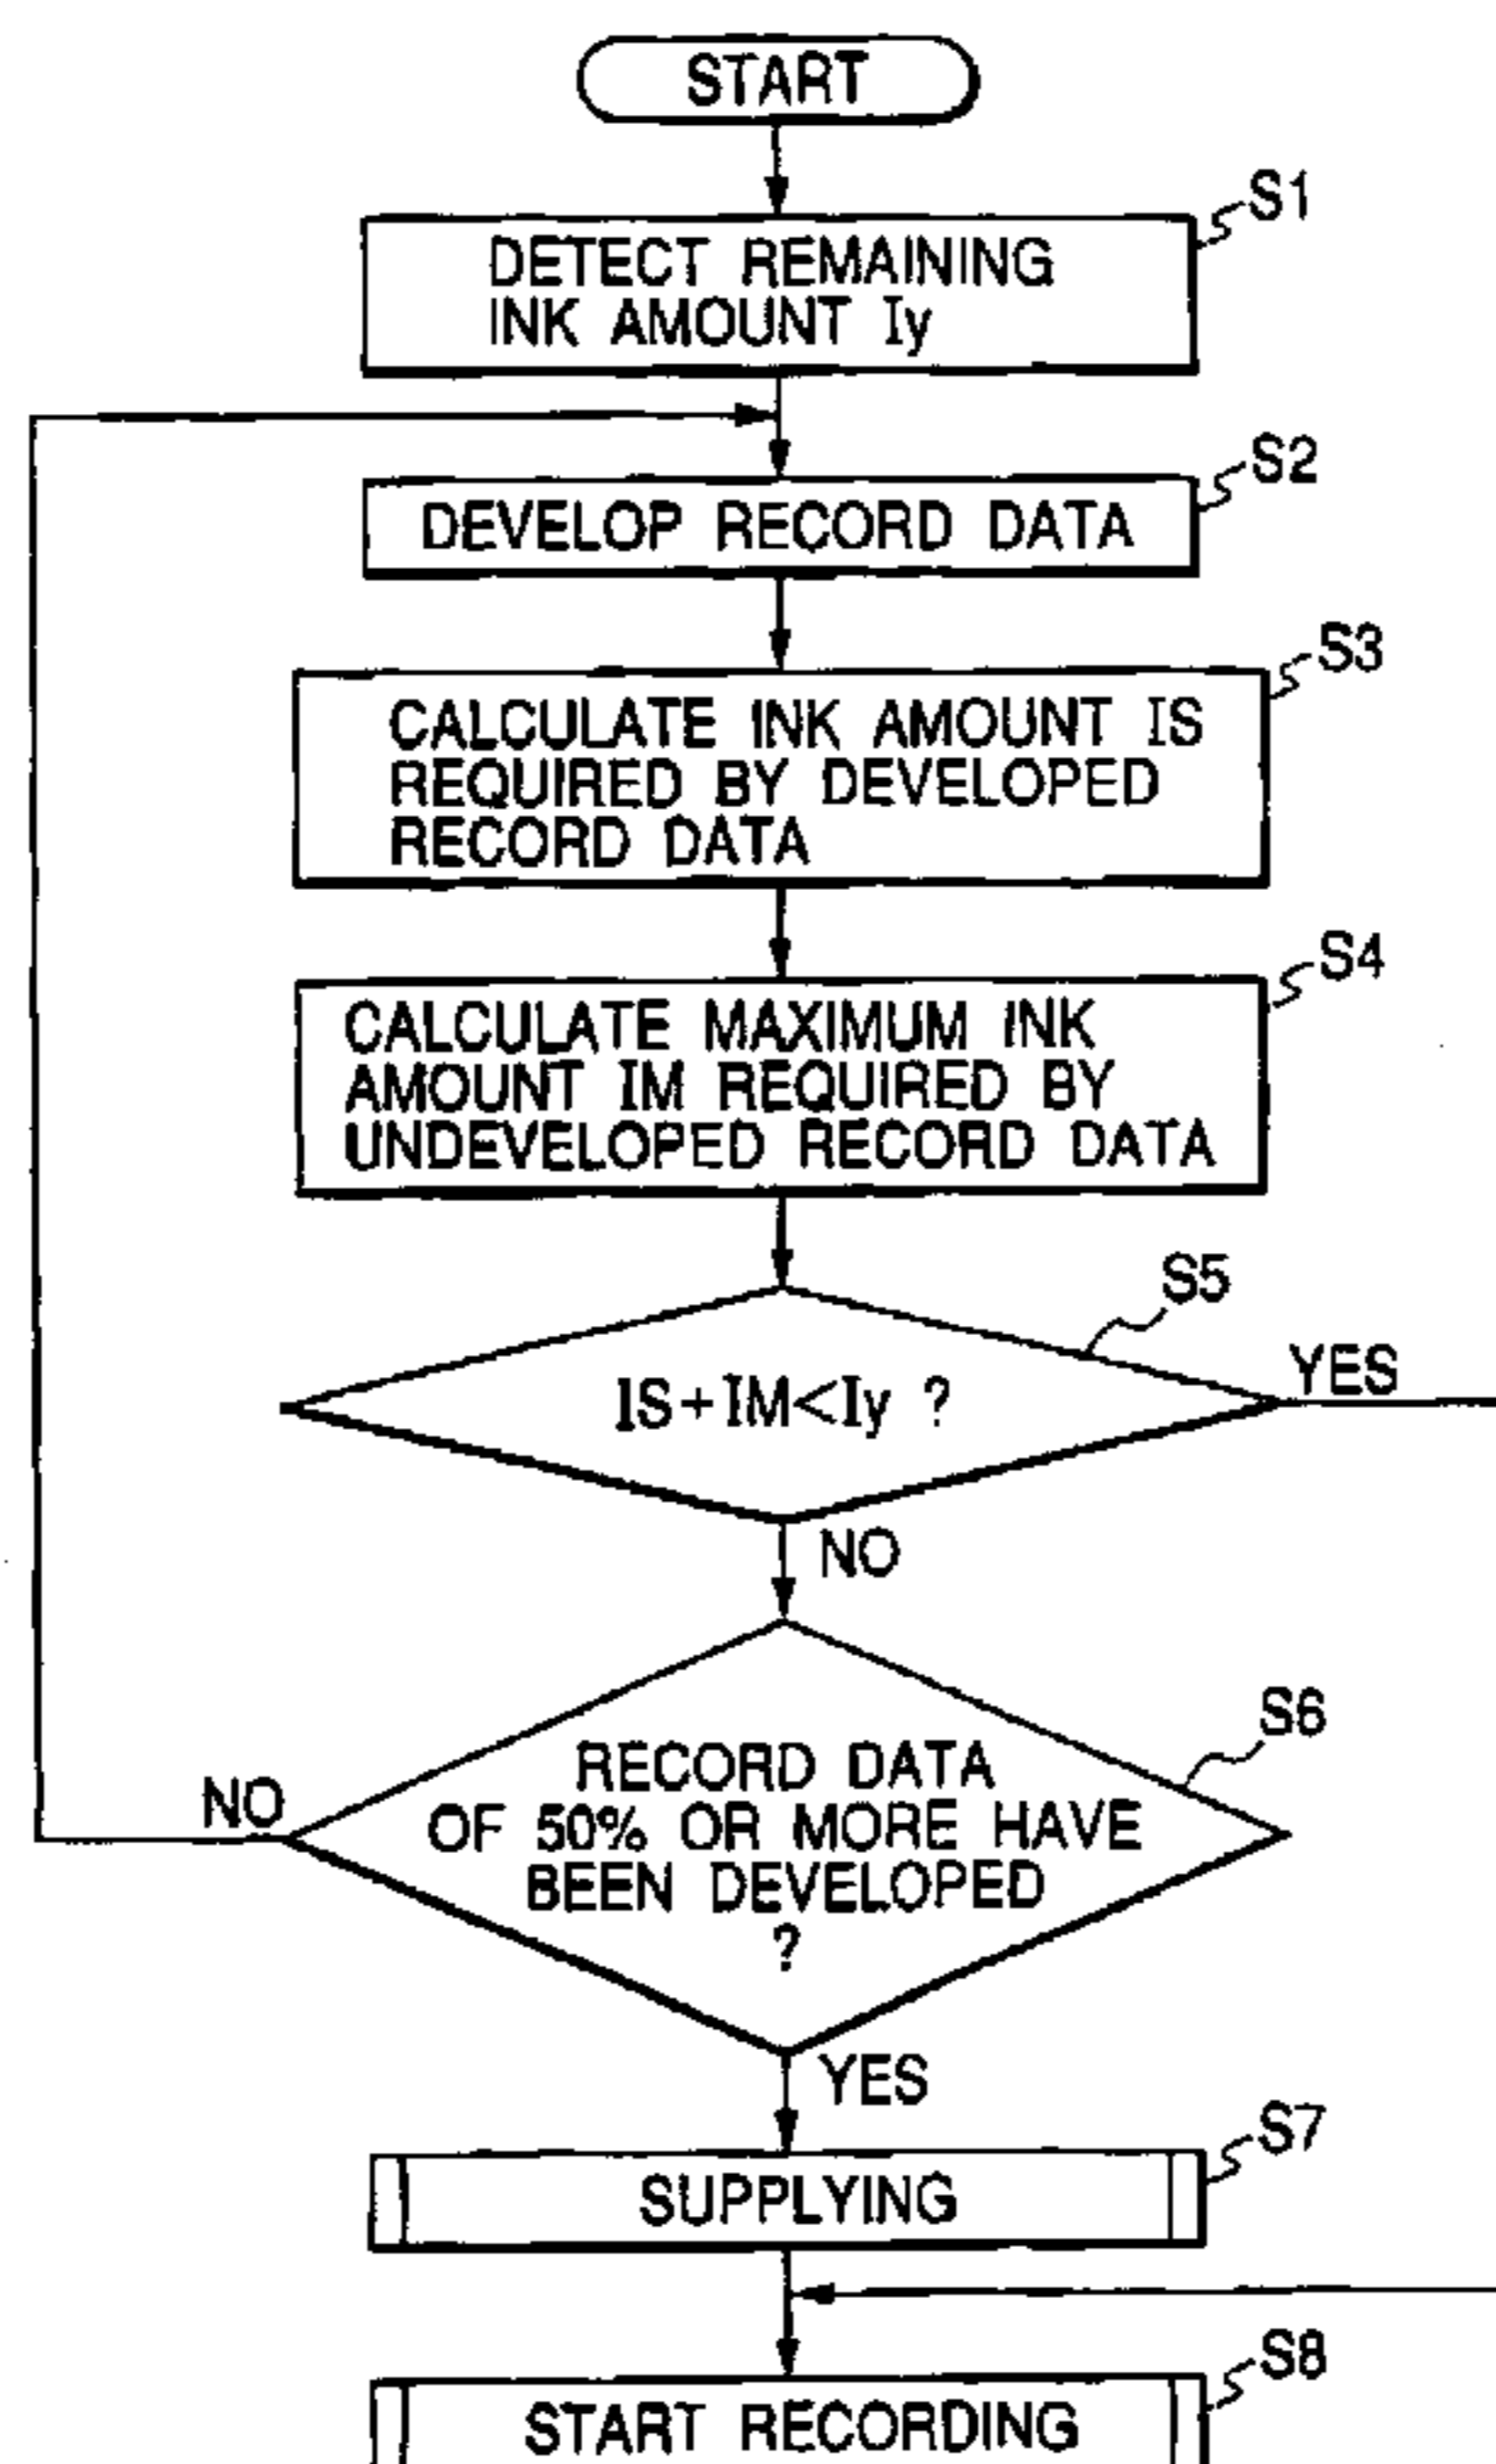 START
S1
DETECT REMAINING
INK AMOUNT Iy
S2
DEVELOP RECORD DATA
S3
CALCULATE INK AMOUNT IS
REQUIRED BY DEVELOPED
RECORD DATA
S4
CALCULATE MAXIMUM INK
AMOUNT IM REQUIRED BY
UNDEVELOPED RECORD DATA
S5
YES
IS+IM<Iy ?
NO
S6
RECORD DATA
OF 50% OR MORE HAVE
BEEN DEVELOPED
?
NO
YES
S7
SUPPLYING
S8
START RECORDING